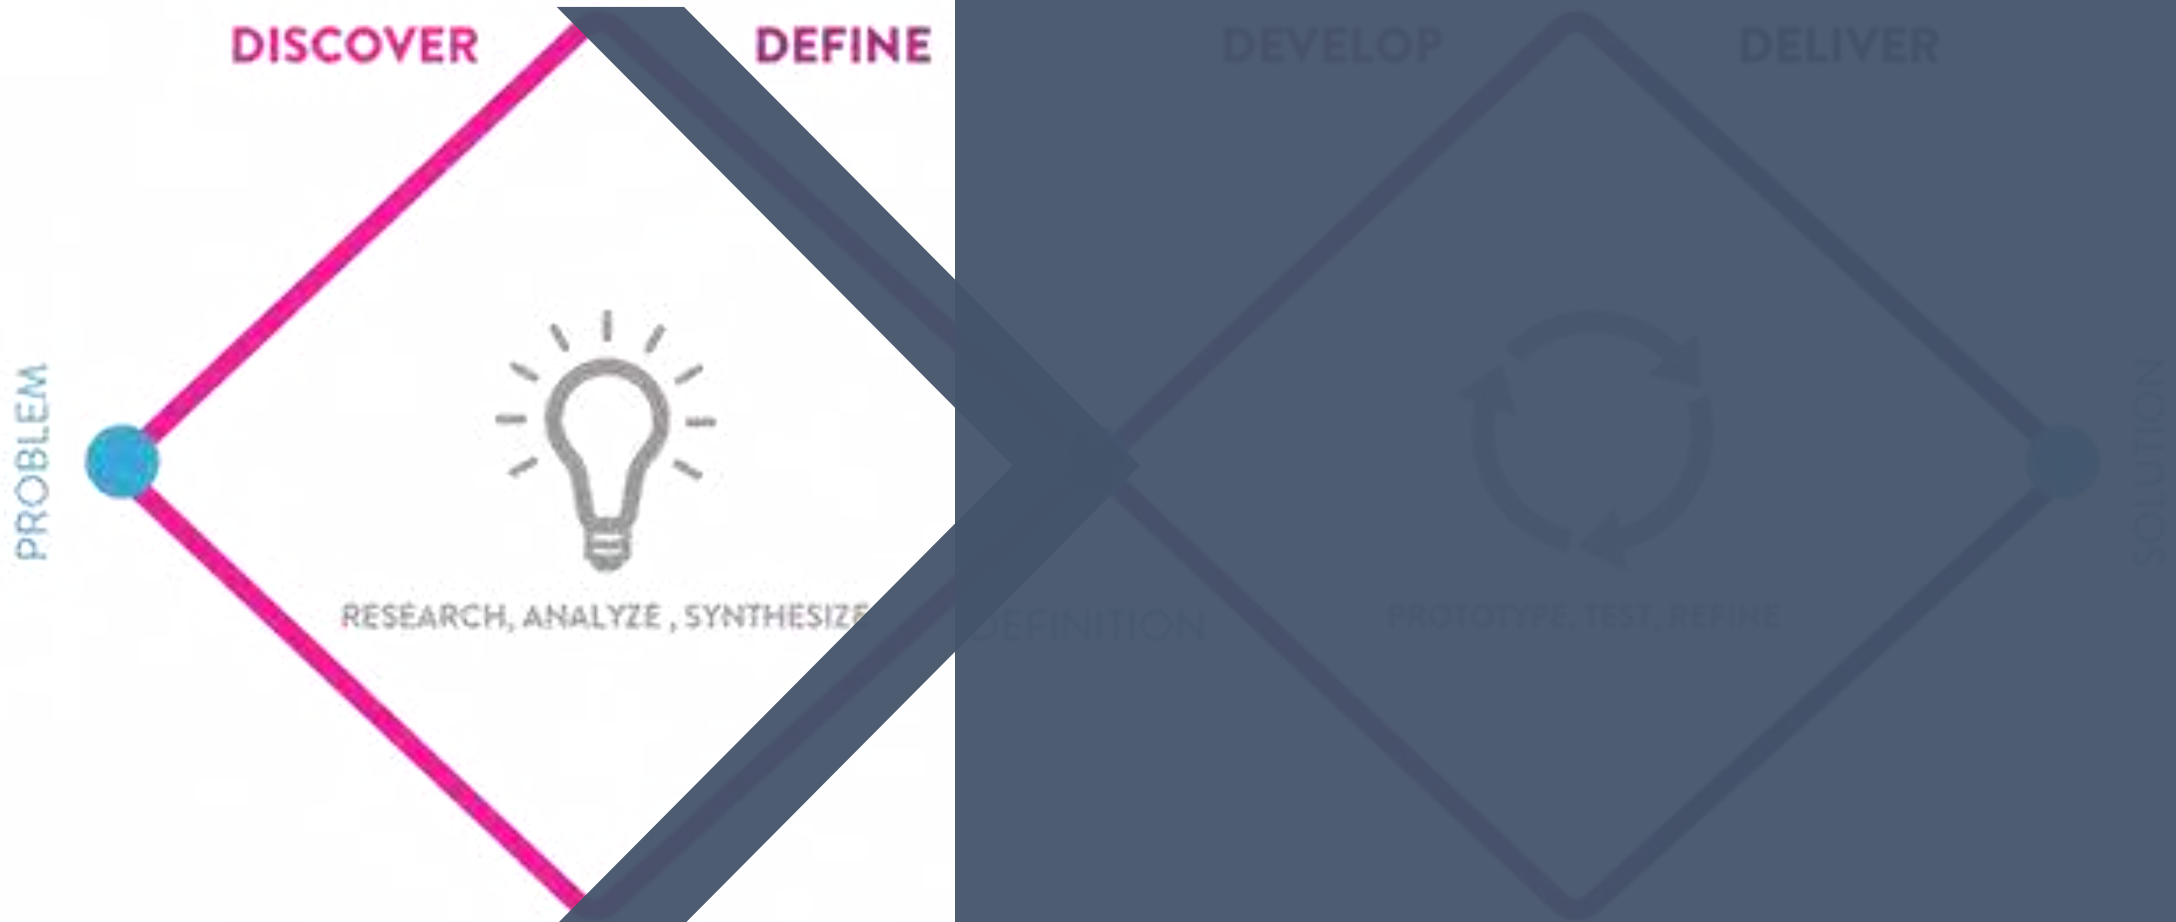 DISCOVER
DEFINE
DEVELOP
DELIVER
PROBLEM
RESEARCH, ANALYZE , SYNTHESIZE
DEFINITION
PROTOTYPE, TEST, REFINE
SOLUTION